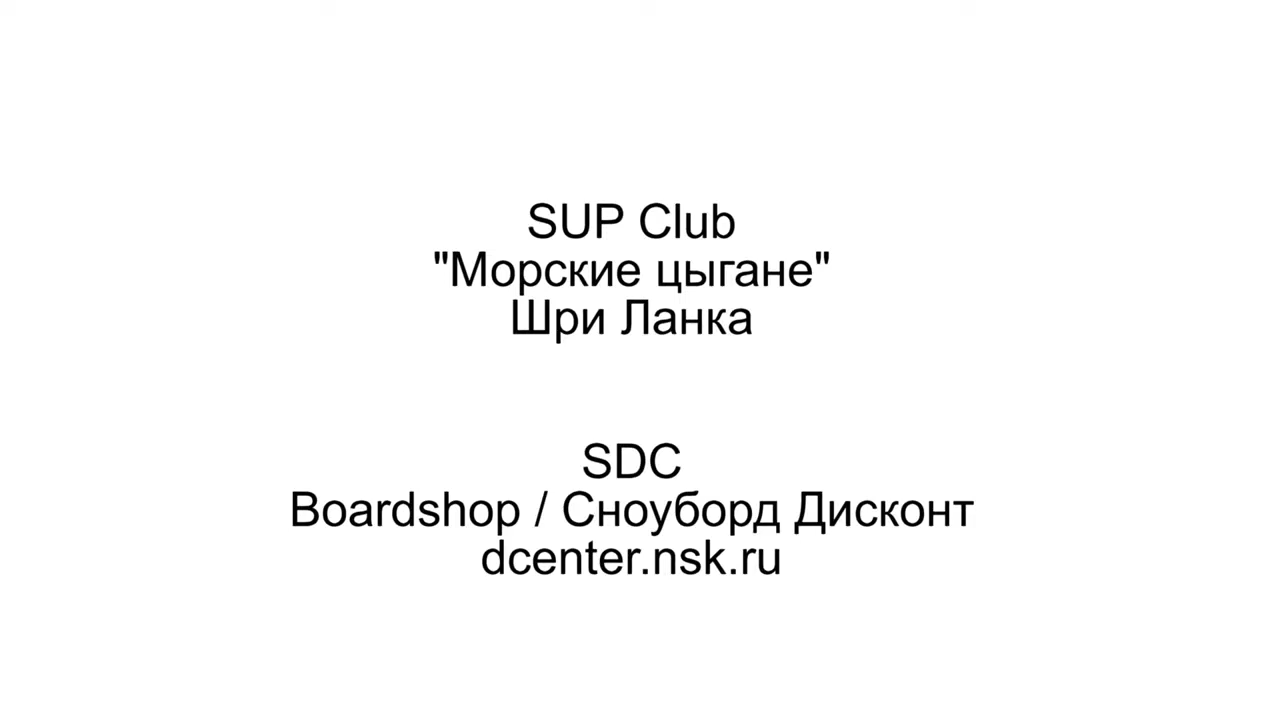 SUP Club
"Морские цыгане"
Шри Ланка
SDC
Boardshop / Сноуборд Дисконт
dcenter.nsk.ru